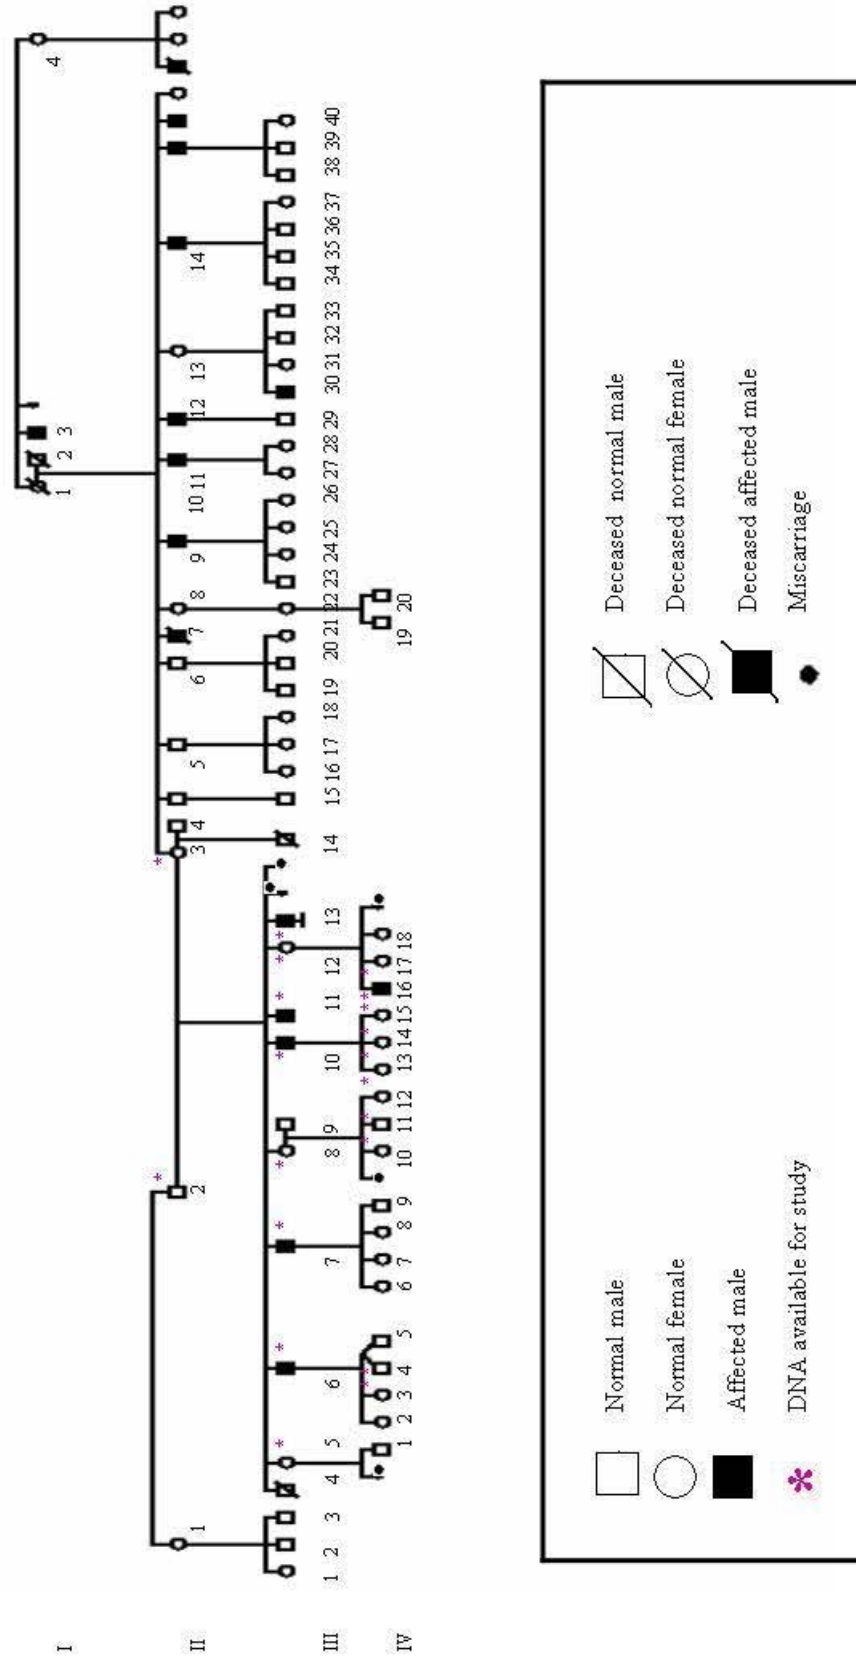 I 1 2 3 4
II 1 2 3 4 5 6 7 8 9 10 11 12 13 14
III 1 2 3 4 5 6 7 8 9 10 11 12 13 14 15 16 17 18 19 20 21 22 23 24 25 26 27 28 29 30 31 32 33 34 35 36 37 38 39 40
IV 1 2 3 4 5 6 7 8 9 10 11 12 13 14 15 16 17 18 19 20
Normal male
Normal female
Affected male
DNA available for study
Deceased normal male
Deceased normal female
Deceased affected male
Miscarriage